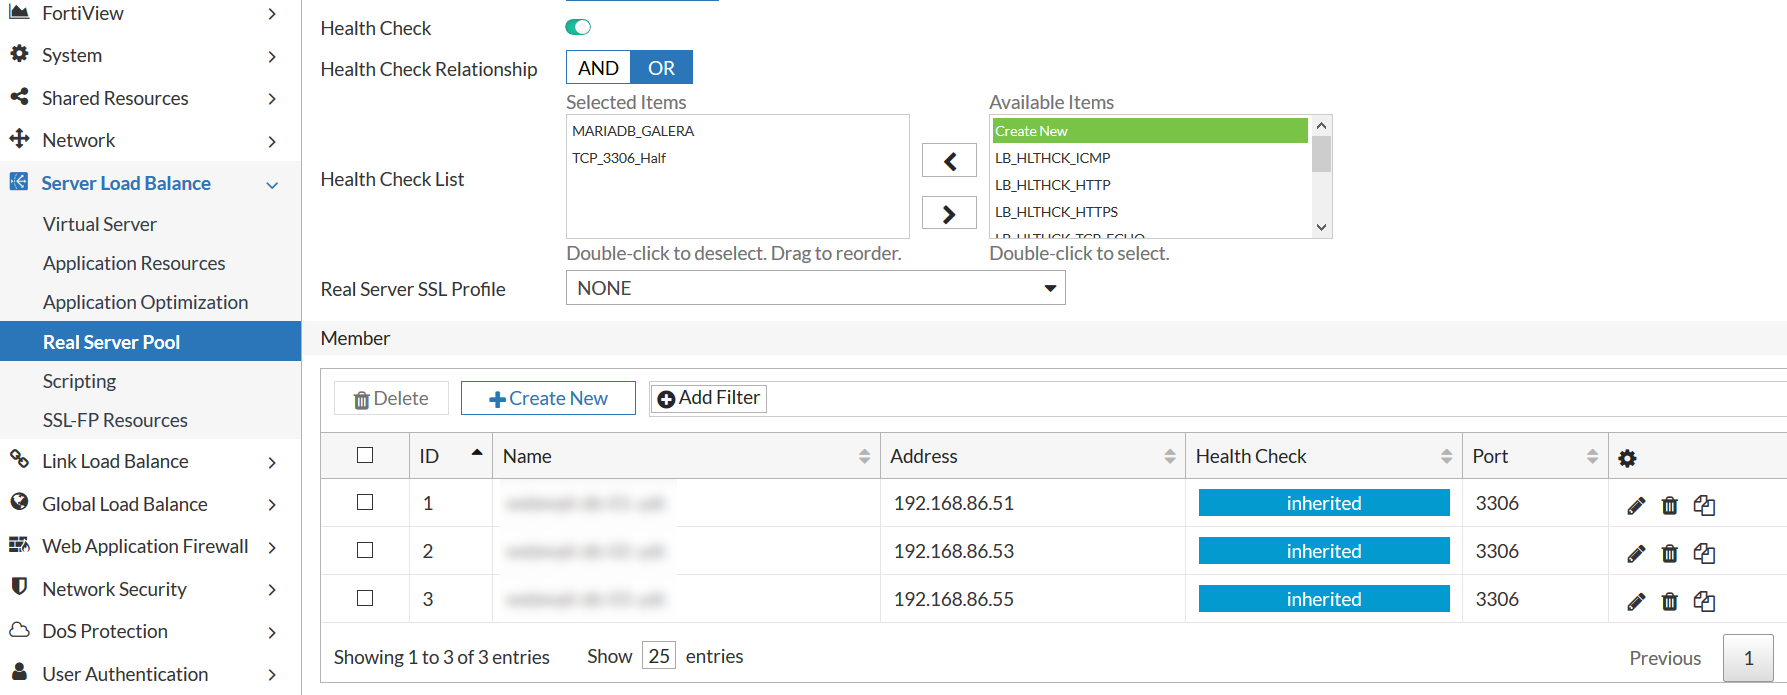 FortiView
System
Shared Resources
Network
Server Load Balance
Virtual Server
Application Resources
Application Optimization
Real Server Pool
Scripting
SSL-FP Resources
Link Load Balance
Global Load Balance
Web Application Firewall
Network Security
DoS Protection
User Authentication
Health Check
Health Check Relationship AND OR
Selected Items Available Items
Health Check List
MARIADB_GALERA
TCP_3306_Half
Create New
LB_HLTHCK_ICMP
LB_HLTHCK_HTTP
LB_HLTHCK_HTTPS
LB_HLTHCK_TCP_ECHO
Double-click to deselect. Drag to reorder. Double-click to select.
Real Server SSL Profile NONE
Member
Delete Create New Add Filter
ID Name Address Health Check Port
1 192.168.86.51 inherited 3306
2 192.168.86.53 inherited 3306
3 192.168.86.55 inherited 3306
Showing 1 to 3 of 3 entries Show 25 entries Previous 1